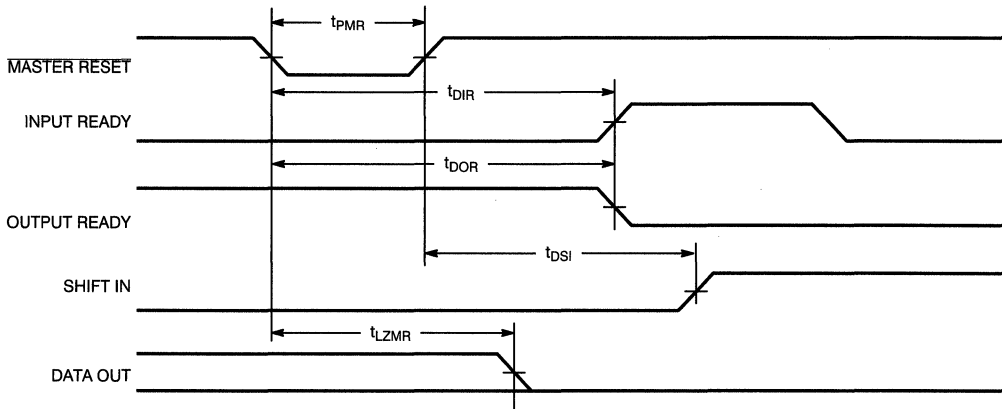 tPMR
MASTER RESET
tDIR
INPUT READY
tDOR
OUTPUT READY
tDSI
SHIFT IN
tLZMR
DATA OUT